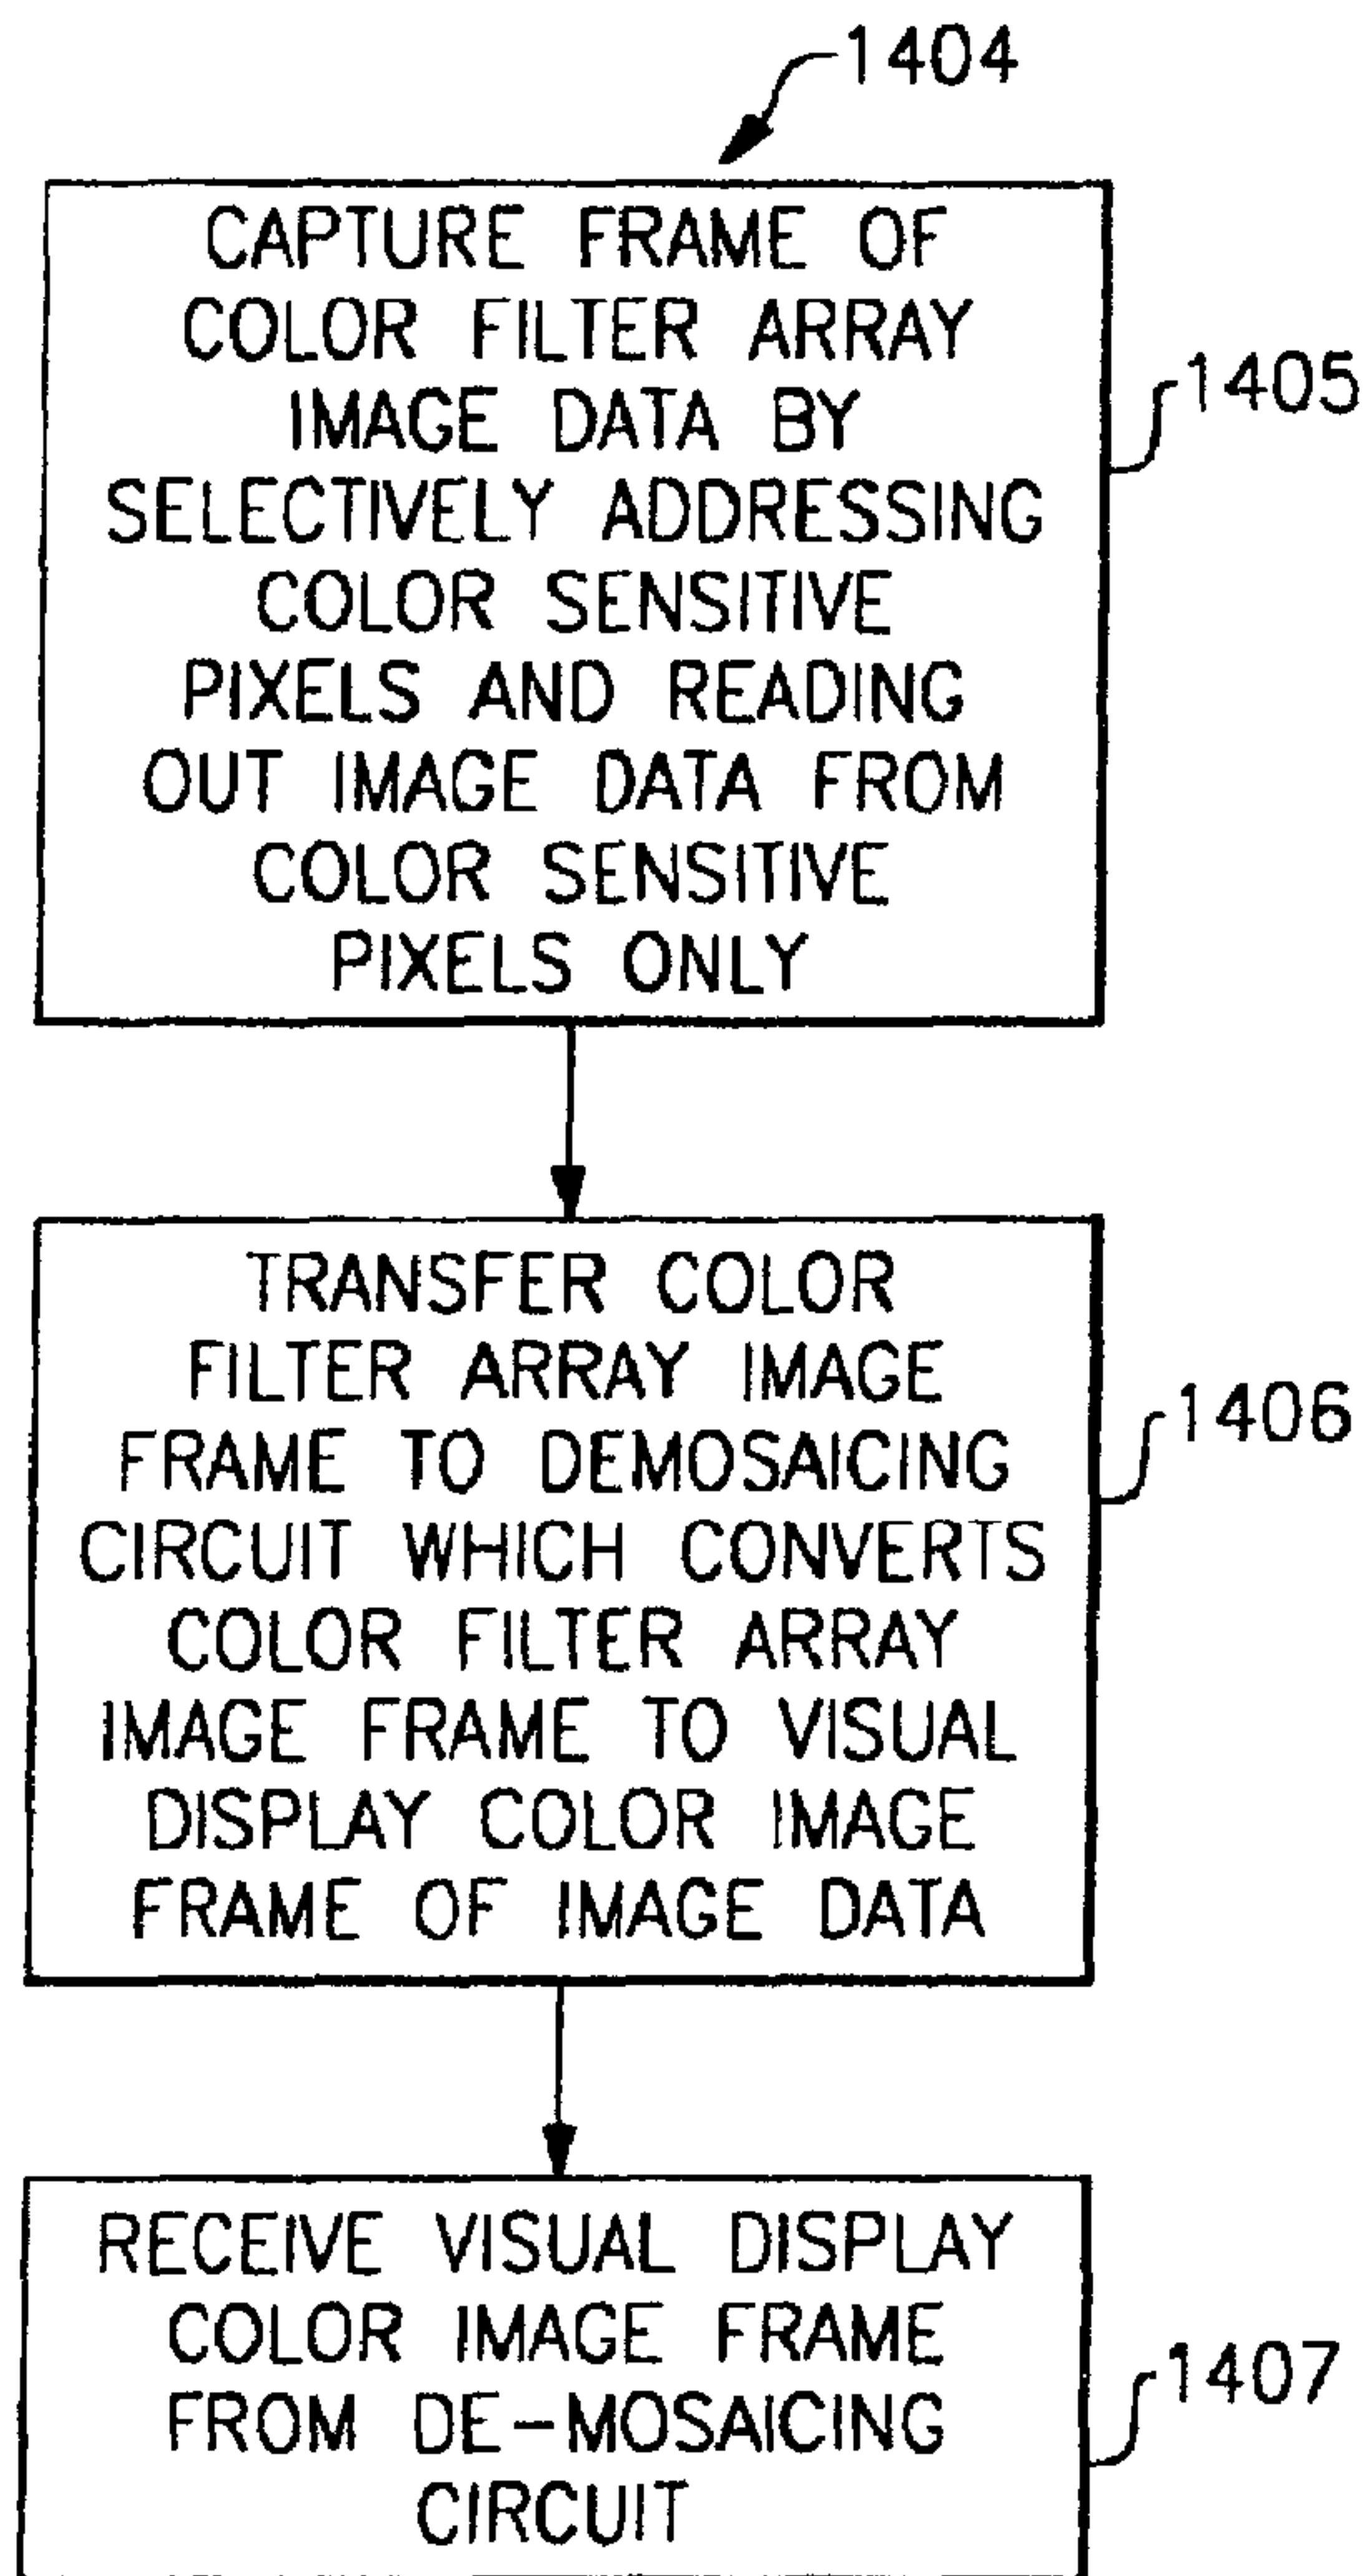 1404
CAPTURE FRAME OF
COLOR FILTER ARRAY
IMAGE DATA BY
SELECTIVELY ADDRESSING
COLOR SENSITIVE
PIXELS AND READING
OUT IMAGE DATA FROM
COLOR SENSITIVE
PIXELS ONLY
1405
TRANSFER COLOR
FILTER ARRAY IMAGE
FRAME TO DEMOSAICING
CIRCUIT WHICH CONVERTS
COLOR FILTER ARRAY
IMAGE FRAME TO VISUAL
DISPLAY COLOR IMAGE
FRAME OF IMAGE DATA
1406
RECEIVE VISUAL DISPLAY
COLOR IMAGE FRAME
FROM DE-MOSAICING
CIRCUIT
1407